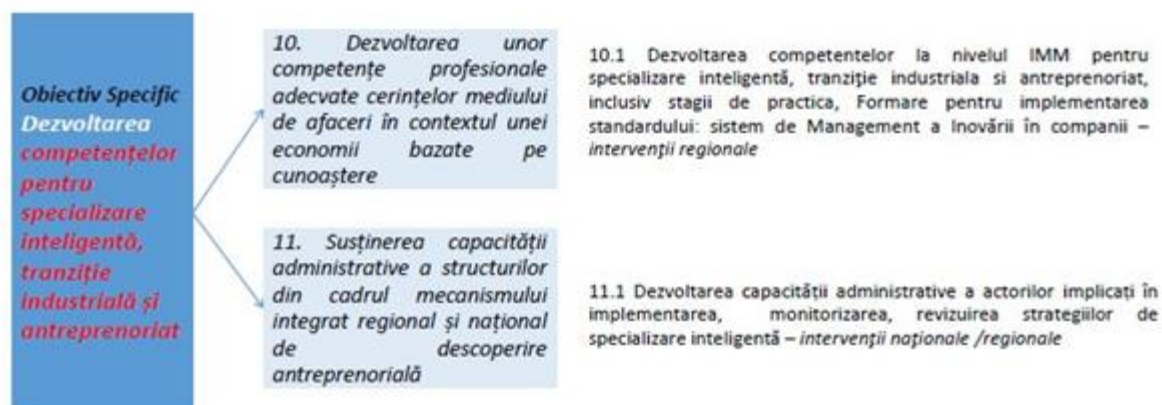 Obiectiv Specific
Dezvoltarea
competențelor
pentru
specializare
inteligentă,
tranziție
industrială și
antreprenoriat
10. Dezvoltarea unor
competențe profesionale
adecvate cerințelor mediului
de afaceri în contextul unei
economii bazate pe
cunoaștere
10.1 Dezvoltarea competentelor la nivelul IMM pentru
specializare inteligentă, tranziție industriala si antreprenoriat,
inclusiv stagii de practica, Formare pentru implementarea
standardului: sistem de Management a Inovării în companii –
intervenţii regionale
11. Susținerea capacității
administrative a structurilor
din cadrul mecanismului
integrat regional și național
de descoperire
antreprenorială
11.1 Dezvoltarea capacității administrative a actorilor implicați în
implementarea, monitorizarea, revizuirea strategiilor de
specializare inteligentă – intervenţii naţionale /regionale